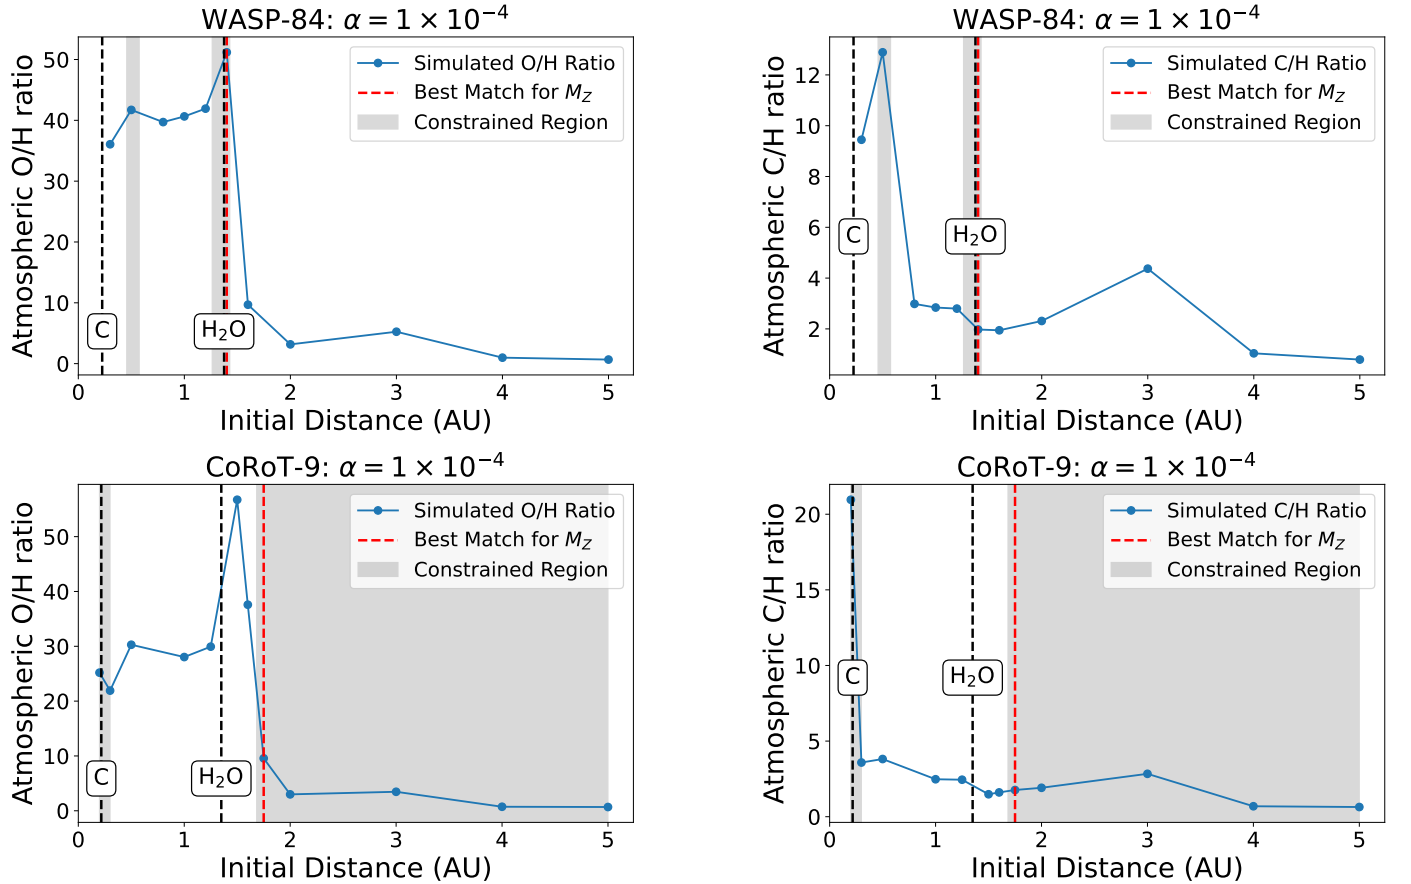 WASP-84: α = 1 × 10⁻⁴
Atmospheric O/H ratio
50
40
30
20
10
0
Simulated O/H Ratio
Best Match for M_Z
Constrained Region
C
H₂O
0 1 2 3 4 5
Initial Distance (AU)
WASP-84: α = 1 × 10⁻⁴
Atmospheric C/H ratio
12
10
8
6
4
2
Simulated C/H Ratio
Best Match for M_Z
Constrained Region
C
H₂O
0 1 2 3 4 5
Initial Distance (AU)
CoRoT-9: α = 1 × 10⁻⁴
Atmospheric O/H ratio
50
40
30
20
10
0
Simulated O/H Ratio
Best Match for M_Z
Constrained Region
C
H₂O
0 1 2 3 4 5
Initial Distance (AU)
CoRoT-9: α = 1 × 10⁻⁴
Atmospheric C/H ratio
20
15
10
5
0
Simulated C/H Ratio
Best Match for M_Z
Constrained Region
C
H₂O
0 1 2 3 4 5
Initial Distance (AU)